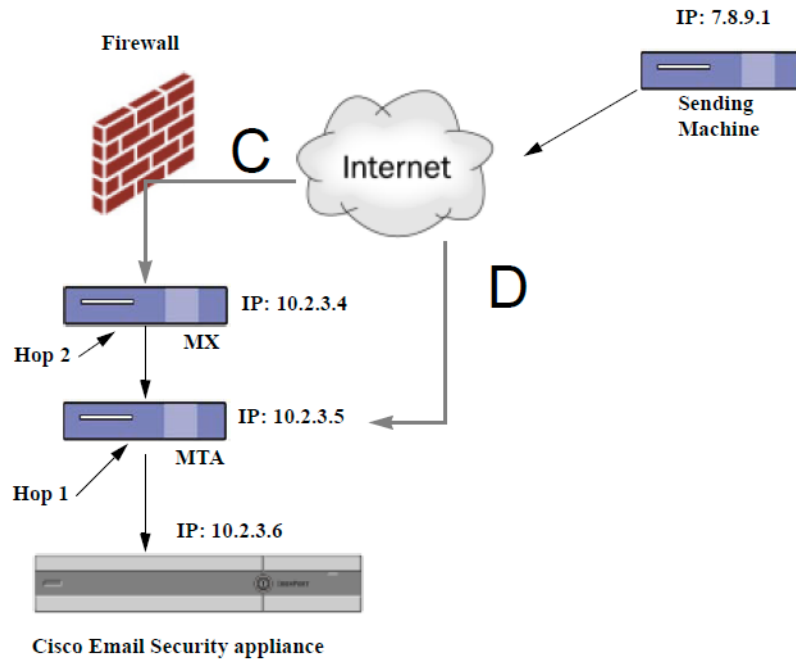 IP: 7.8.9.1
Firewall
Sending
Machine
C
Internet
D
IP: 10.2.3.4
MX
Hop 2
IP: 10.2.3.5
MTA
Hop 1
IP: 10.2.3.6
Cisco Email Security appliance